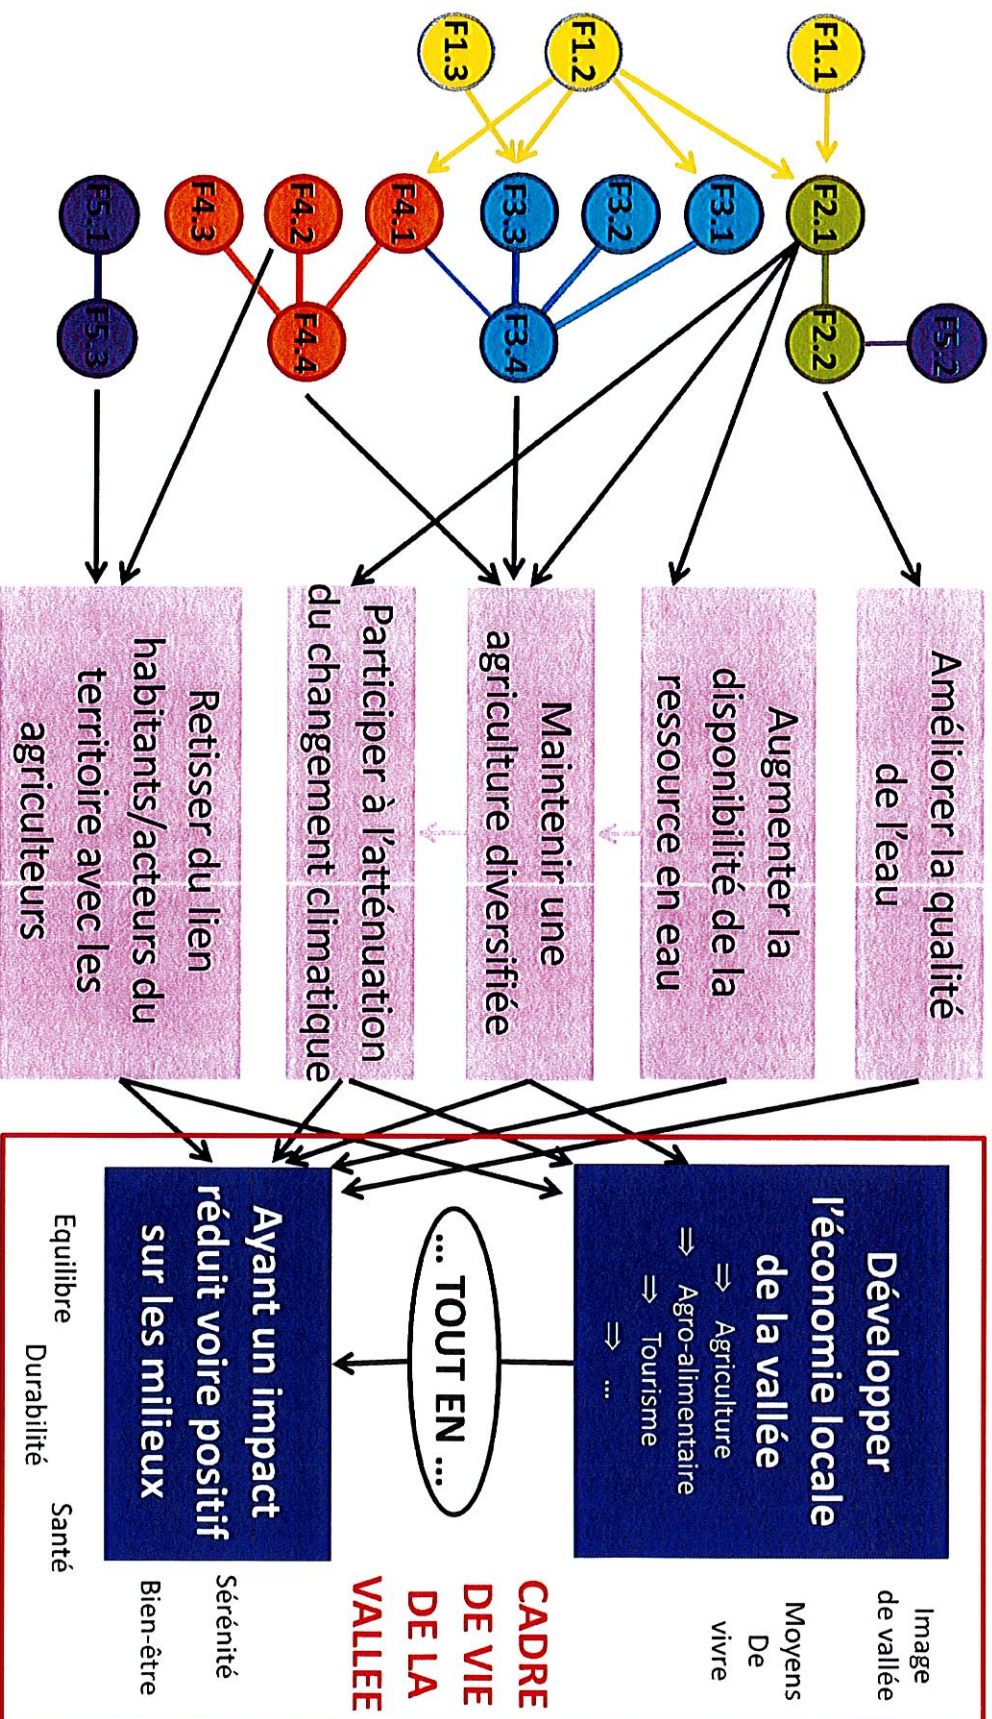 F1.1
F1.2
F1.3
F5.2
F2.1
F2.2
F3.1
F3.2
F3.3
F3.4
F4.1
F4.2
F4.3
F4.4
F5.1
F5.3
Améliorer la qualité
de l'eau
Augmenter la
disponibilité de la
ressource en eau
Maintenir une
agriculture diversifiée
Participer à l'atténuation
du changement climatique
Retisser du lien
habitants/acteurs du
territoire avec les
agriculteurs
Développer
l'économie locale
de la vallée
⇒ Agriculture
⇒ Agro-alimentaire
⇒ Tourisme
⇒ ...
... TOUT EN ...
Ayant un impact
réduit voire positif
sur les milieux
Image
de vallée
Moyens
De
vivre
CADRE
DE VIE
DE LA
VALLEE
Sérénité
Bien-être
Equilibre
Durabilité
Santé